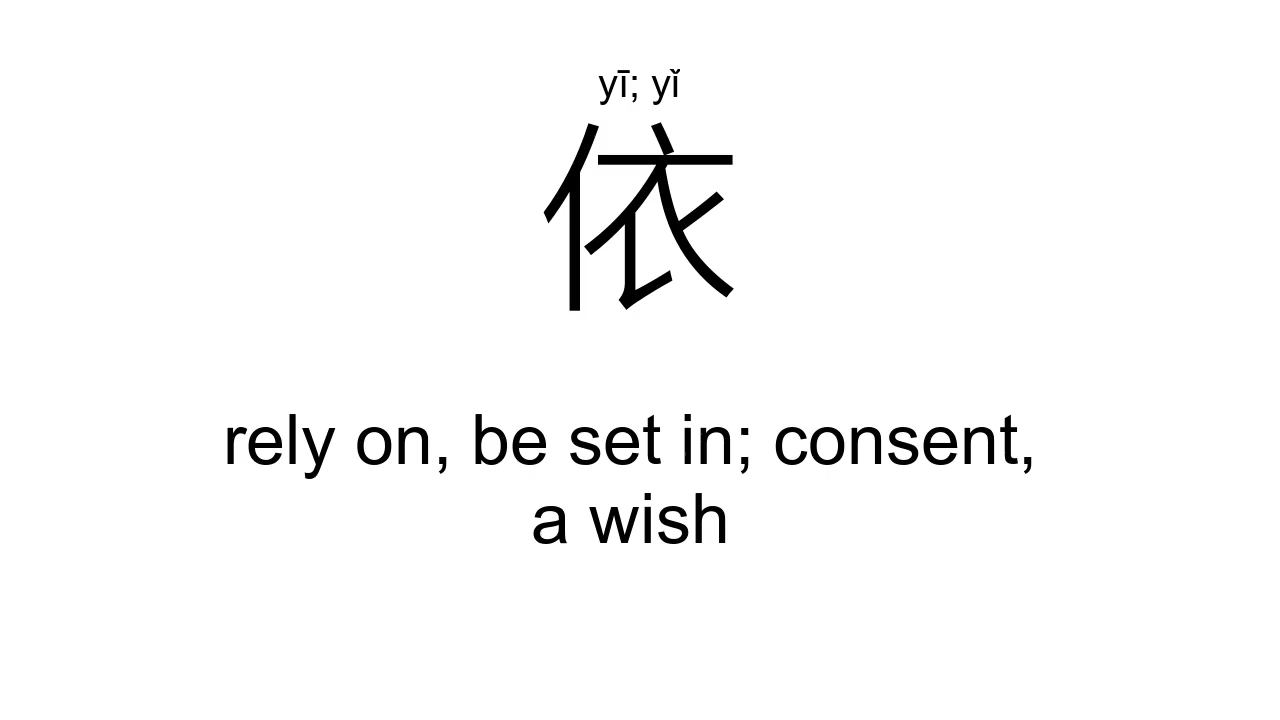 yī; yǐ
依
rely on, be set in; consent,
a wish